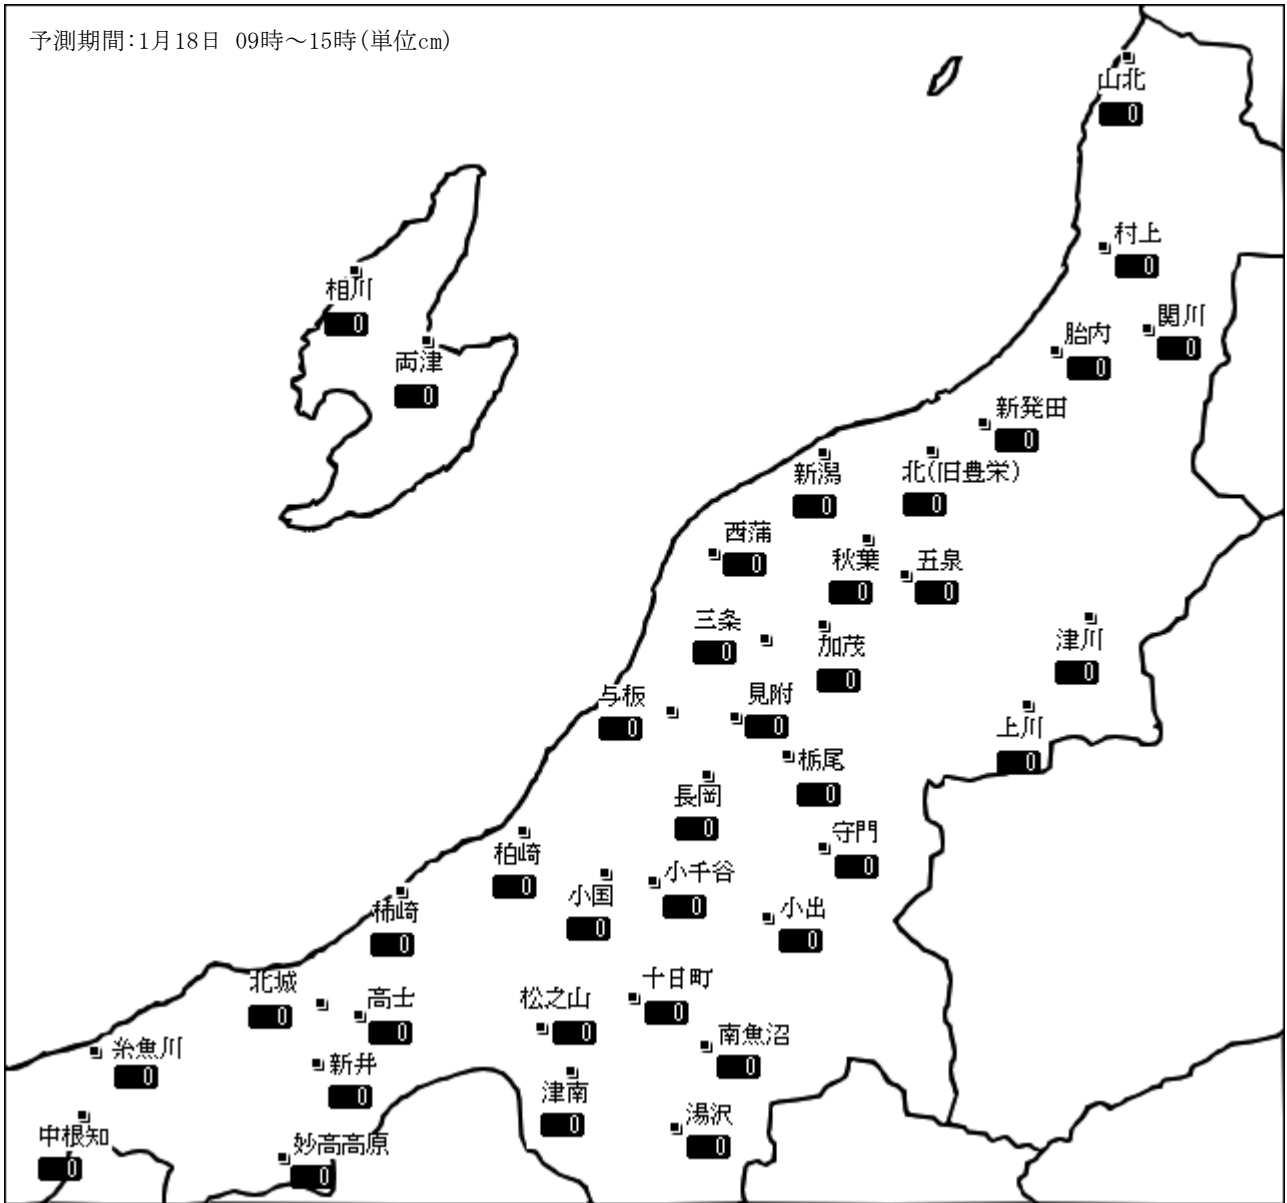 予測期間:1月18日 09時～15時(単位cm)
山北
0
村上
0
相川
0
関川
0
胎内
0
両津
0
新発田
0
新潟
0
北(旧豊栄)
0
西蒲
0
秋葉
0
五泉
0
三条
0
加茂
0
津川
0
与板
0
見附
0
上川
0
栃尾
0
長岡
0
守門
0
柏崎
0
小国
0
小千谷
0
小出
0
柿崎
0
北城
0
高士
0
松之山
0
十日町
0
南魚沼
0
糸魚川
0
新井
0
津南
0
湯沢
0
中根知
0
妙高高原
0